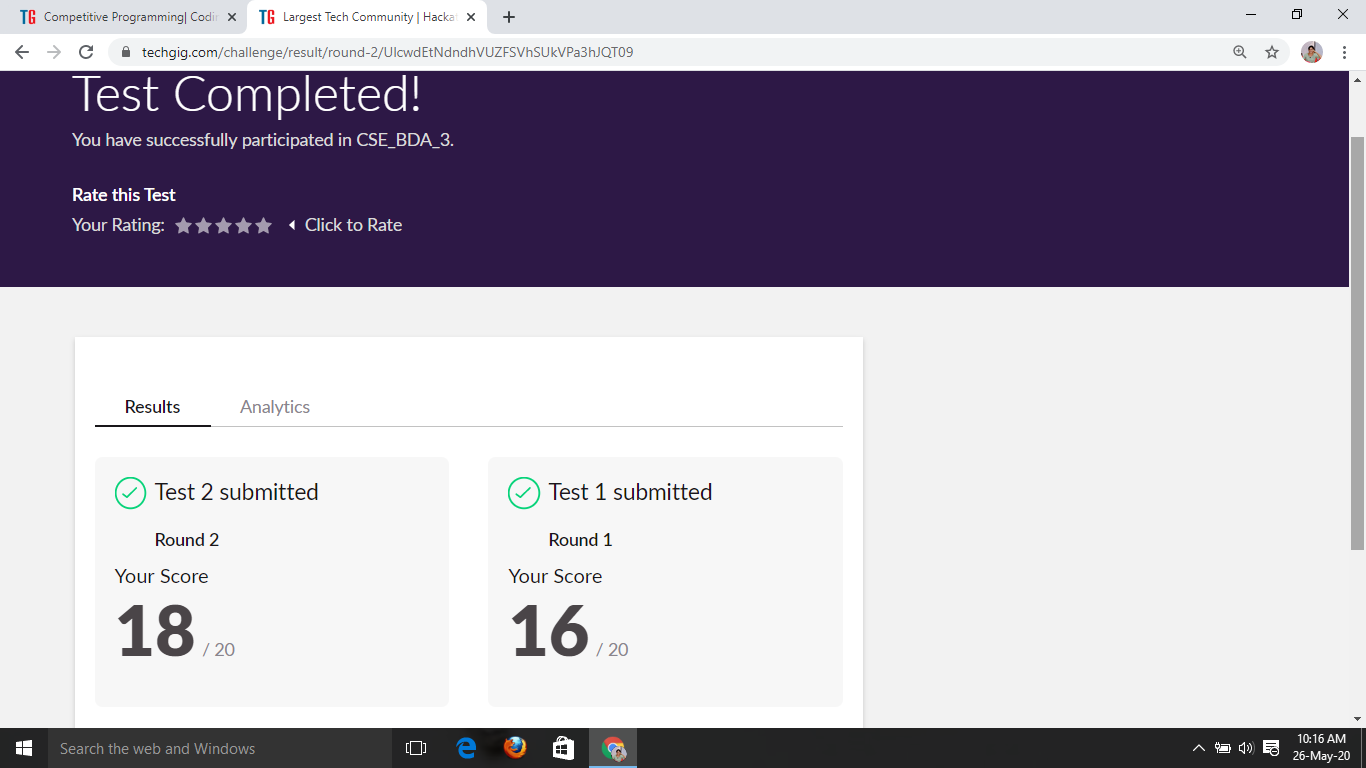 TG Competitive Programming| Codin
TG Largest Tech Community | Hackat
techgig.com/challenge/result/round-2/UlcwdEtNdndhVUZFSVhSUkVPa3hJQT09
Test Completed!
You have successfully participated in CSE_BDA_3.
Rate this Test
Your Rating: Click to Rate
Results Analytics
Test 2 submitted
Round 2
Your Score
18 / 20
Test 1 submitted
Round 1
Your Score
16 / 20
Search the web and Windows
10:16 AM
26-May-20